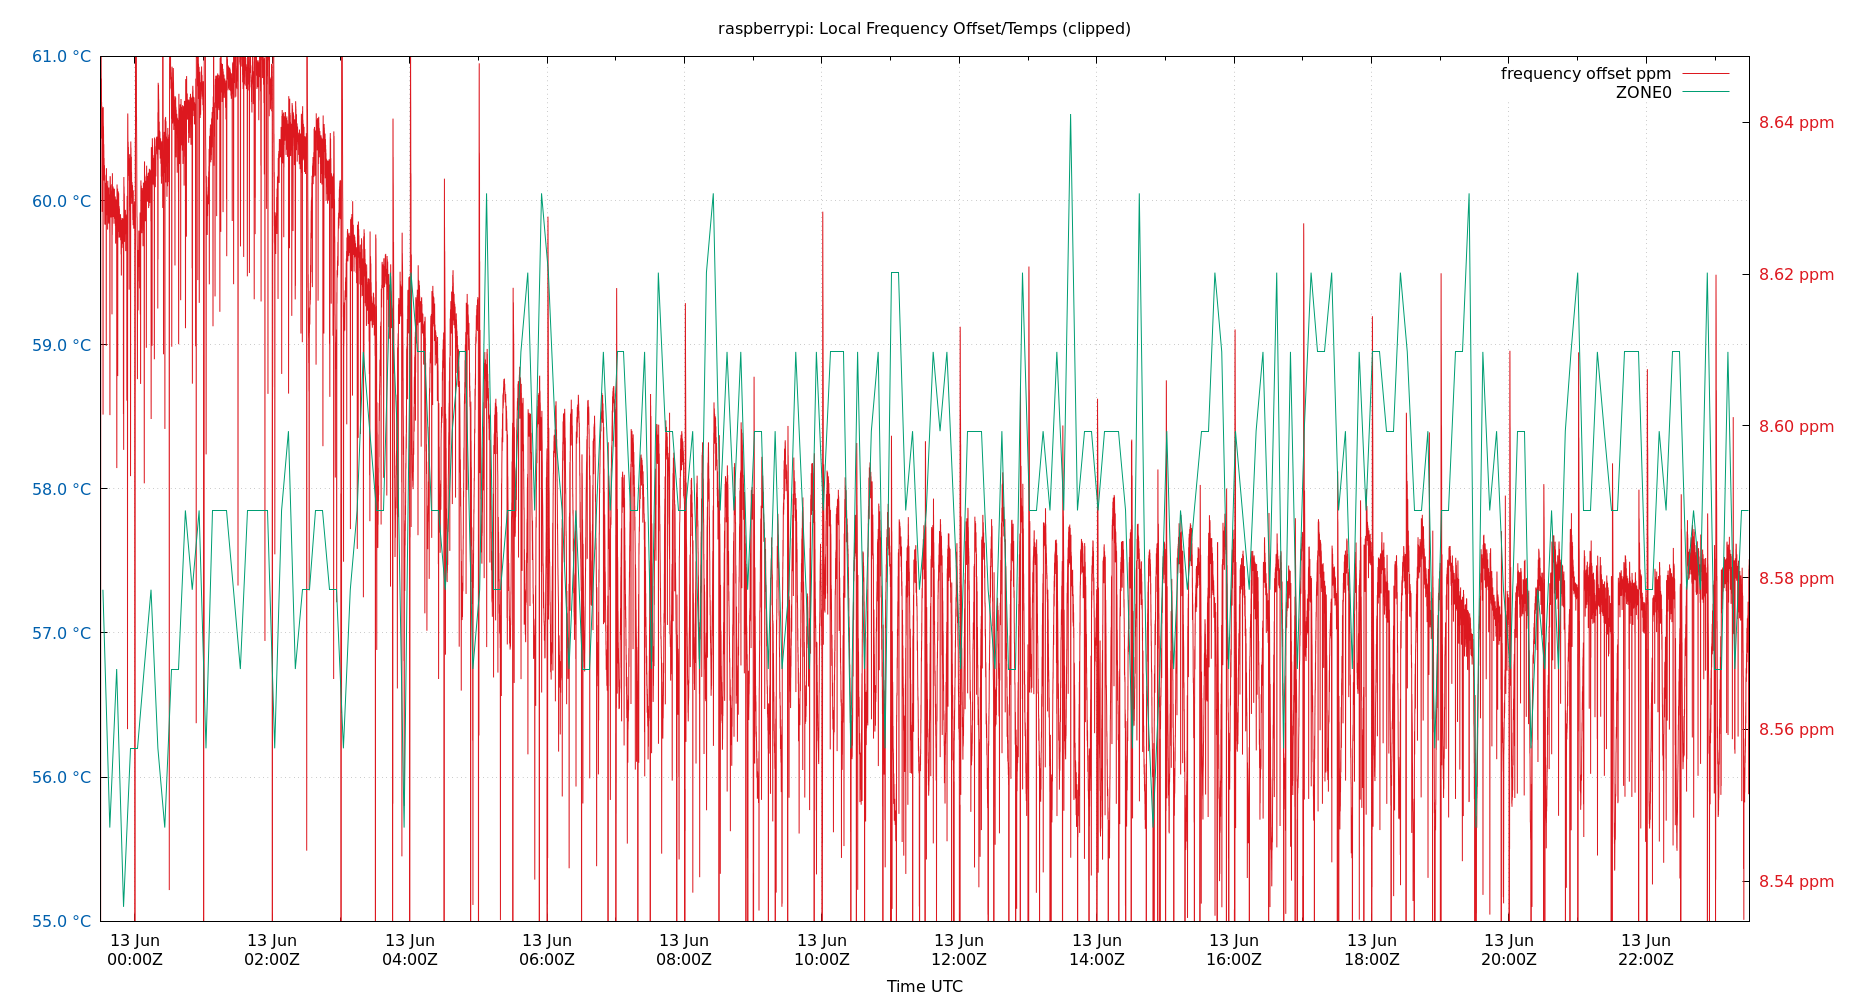 raspberrypi: Local Frequency Offset/Temps (clipped)
frequency offset ppm
ZONE0
61.0 °C
60.0 °C
59.0 °C
58.0 °C
57.0 °C
56.0 °C
55.0 °C
8.64 ppm
8.62 ppm
8.60 ppm
8.58 ppm
8.56 ppm
8.54 ppm
13 Jun 13 Jun 13 Jun 13 Jun 13 Jun 13 Jun 13 Jun 13 Jun 13 Jun 13 Jun 13 Jun 13 Jun
00:00Z 02:00Z 04:00Z 06:00Z 08:00Z 10:00Z 12:00Z 14:00Z 16:00Z 18:00Z 20:00Z 22:00Z
Time UTC